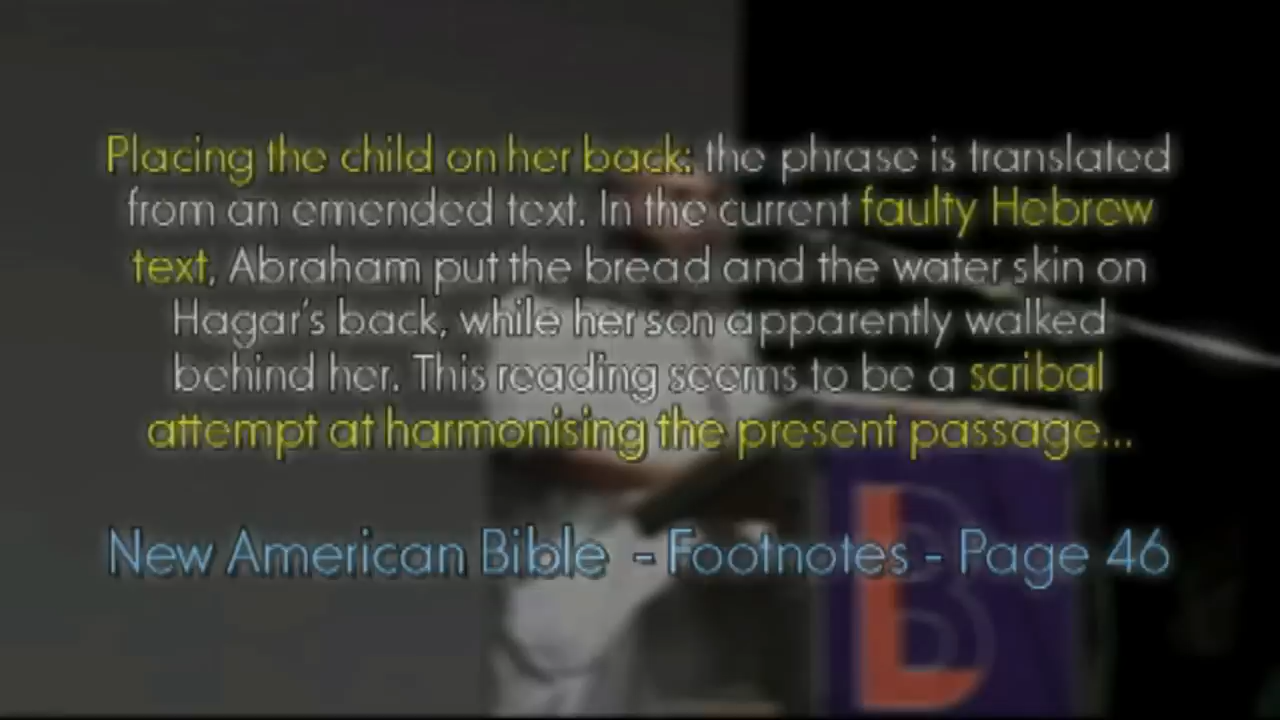 Placing the child on her back: the phrase is translated
from an emended text. In the current faulty Hebrew
text, Abraham put the bread and the water skin on
Hagar's back, while her son apparently walked
behind her. This reading seems to be a scribal
attempt at harmonising the present passage...
New American Bible - Footnotes - Page 46
LB